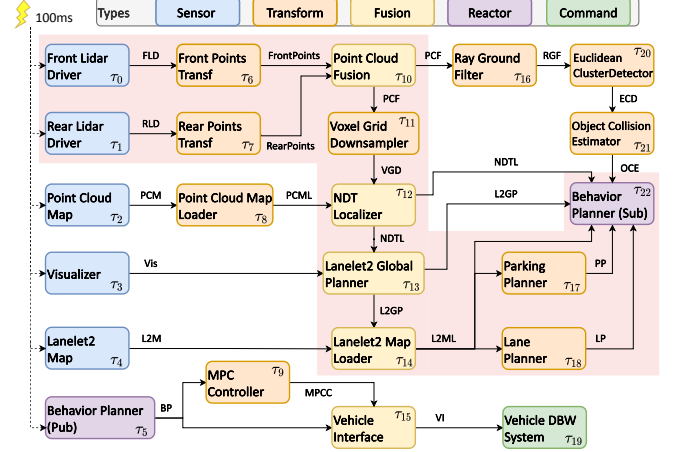 100ms
Types Sensor Transform Fusion Reactor Command
Front Lidar
Driver τ0
FLD
Front Points
Transf τ6
FrontPoints
Point Cloud
Fusion τ10
PCF
Ray Ground
Filter τ16
RGF
Euclidean τ20
ClusterDetector
PCF
ECD
Rear Lidar
Driver τ1
RLD
Rear Points
Transf τ7
RearPoints
Voxel Grid τ11
Downsampler
Object Collision
Estimator τ21
VGD
NDTL
OCE
Point Cloud
Map τ2
PCM
Point Cloud Map
Loader τ8
PCML
NDT τ12
Localizer
L2GP
Behavior τ22
Planner (Sub)
NDTL
Visualizer τ3
Vis
Lanelet2 Global
Planner τ13
Parking
Planner τ17
PP
L2GP
Lanelet2
Map τ4
L2M
Lanelet2 Map
Loader τ14
L2ML
Lane
Planner τ18
LP
MPC τ9
Controller
MPCC
Behavior Planner
(Pub) τ5
BP
Vehicle τ15
Interface
VI
Vehicle DBW
System τ19